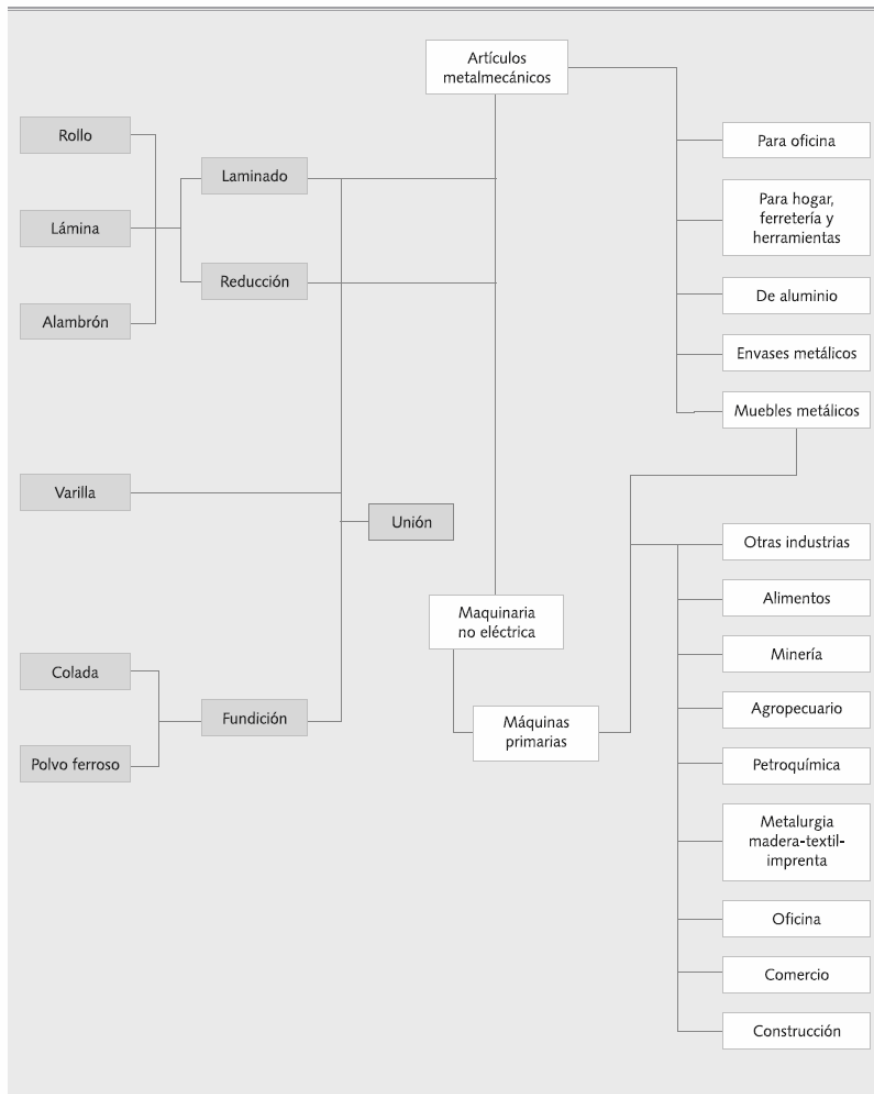 Artículos
metalmecánicos
Rollo
Lámina
Alambrón
Laminado
Reducción
Varilla
Unión
Colada
Polvo ferroso
Fundición
Maquinaria
no eléctrica
Máquinas
primarias
Para oficina
Para hogar,
ferretería y
herramientas
De aluminio
Envases metálicos
Muebles metálicos
Otras industrias
Alimentos
Minería
Agropecuario
Petroquímica
Metalurgia
madera-textil-
imprenta
Oficina
Comercio
Construcción